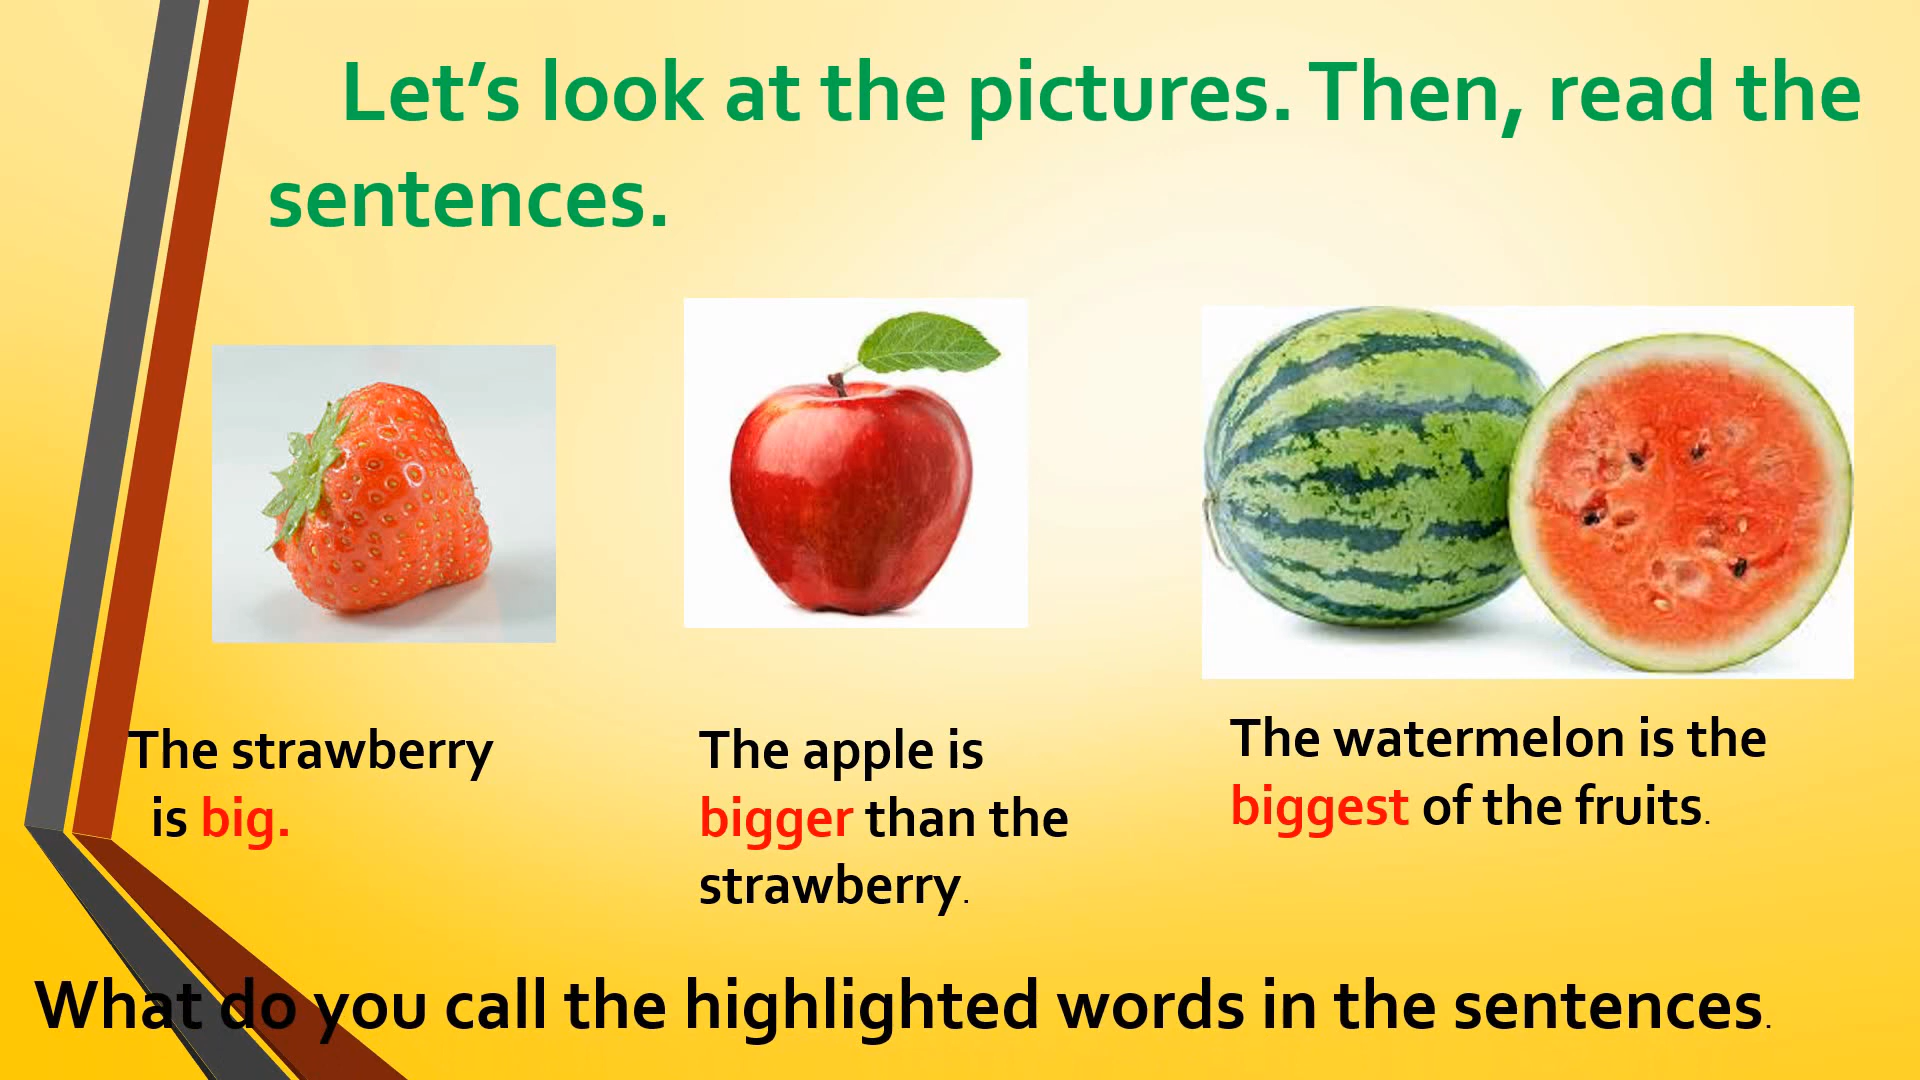 Let’s look at the pictures. Then, read the
sentences.
The strawberry
is big.
The apple is
bigger than the
strawberry.
The watermelon is the
biggest of the fruits.
What do you call the highlighted words in the sentences.